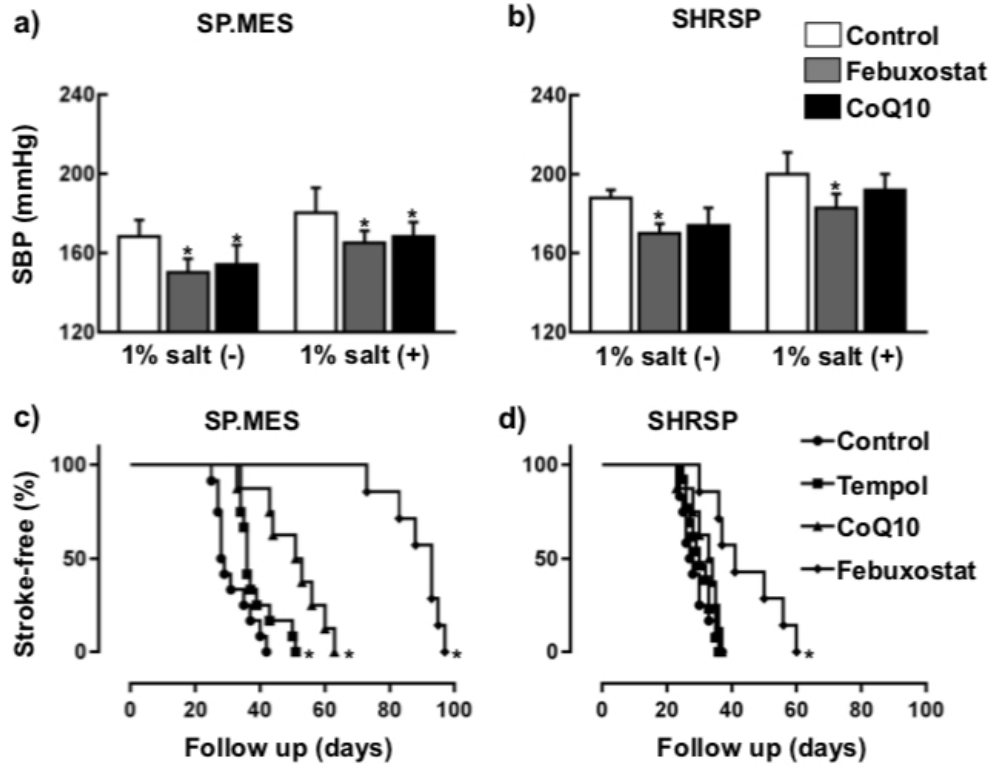 a)
SP.MES
b)
SHRSP
Control
Febuxostat
CoQ10
SBP (mmHg)
240
200
160
120
* * * *
1% salt (-) 1% salt (+)
240
200
160
120
* *
1% salt (-) 1% salt (+)
c)
SP.MES
d)
SHRSP
Control
Tempol
CoQ10
Febuxostat
Stroke-free (%)
100
50
0
* * *
0 20 40 60 80 100
Follow up (days)
100
50
0
*
0 20 40 60 80 100
Follow up (days)